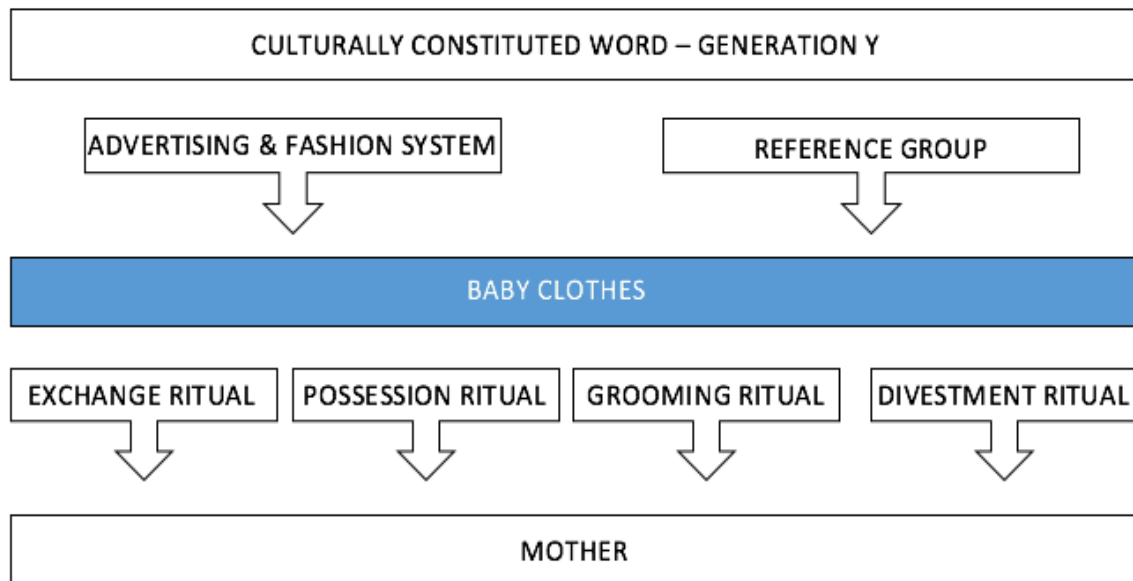 CULTURALLY CONSTITUTED WORD – GENERATION Y
ADVERTISING & FASHION SYSTEM
REFERENCE GROUP
BABY CLOTHES
EXCHANGE RITUAL
POSSESSION RITUAL
GROOMING RITUAL
DIVESTMENT RITUAL
MOTHER